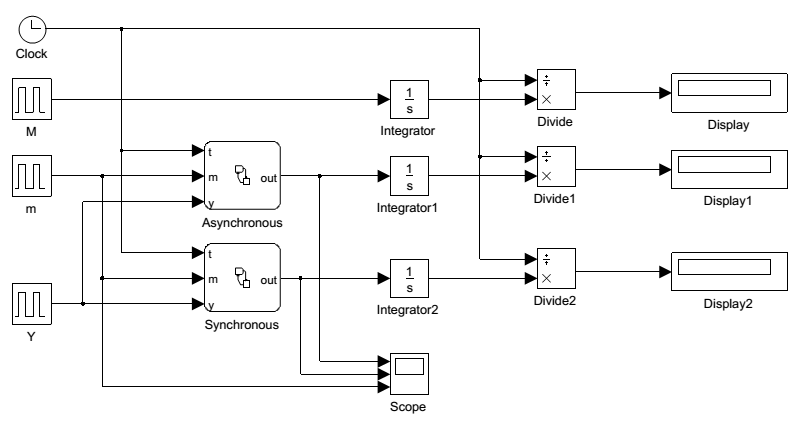 Clock
M
1
s
Integrator
÷
×
Divide
Display
m
t
m
y
out
Asynchronous
1
s
Integrator1
÷
×
Divide1
Display1
Y
t
m
y
out
Synchronous
1
s
Integrator2
÷
×
Divide2
Display2
Scope